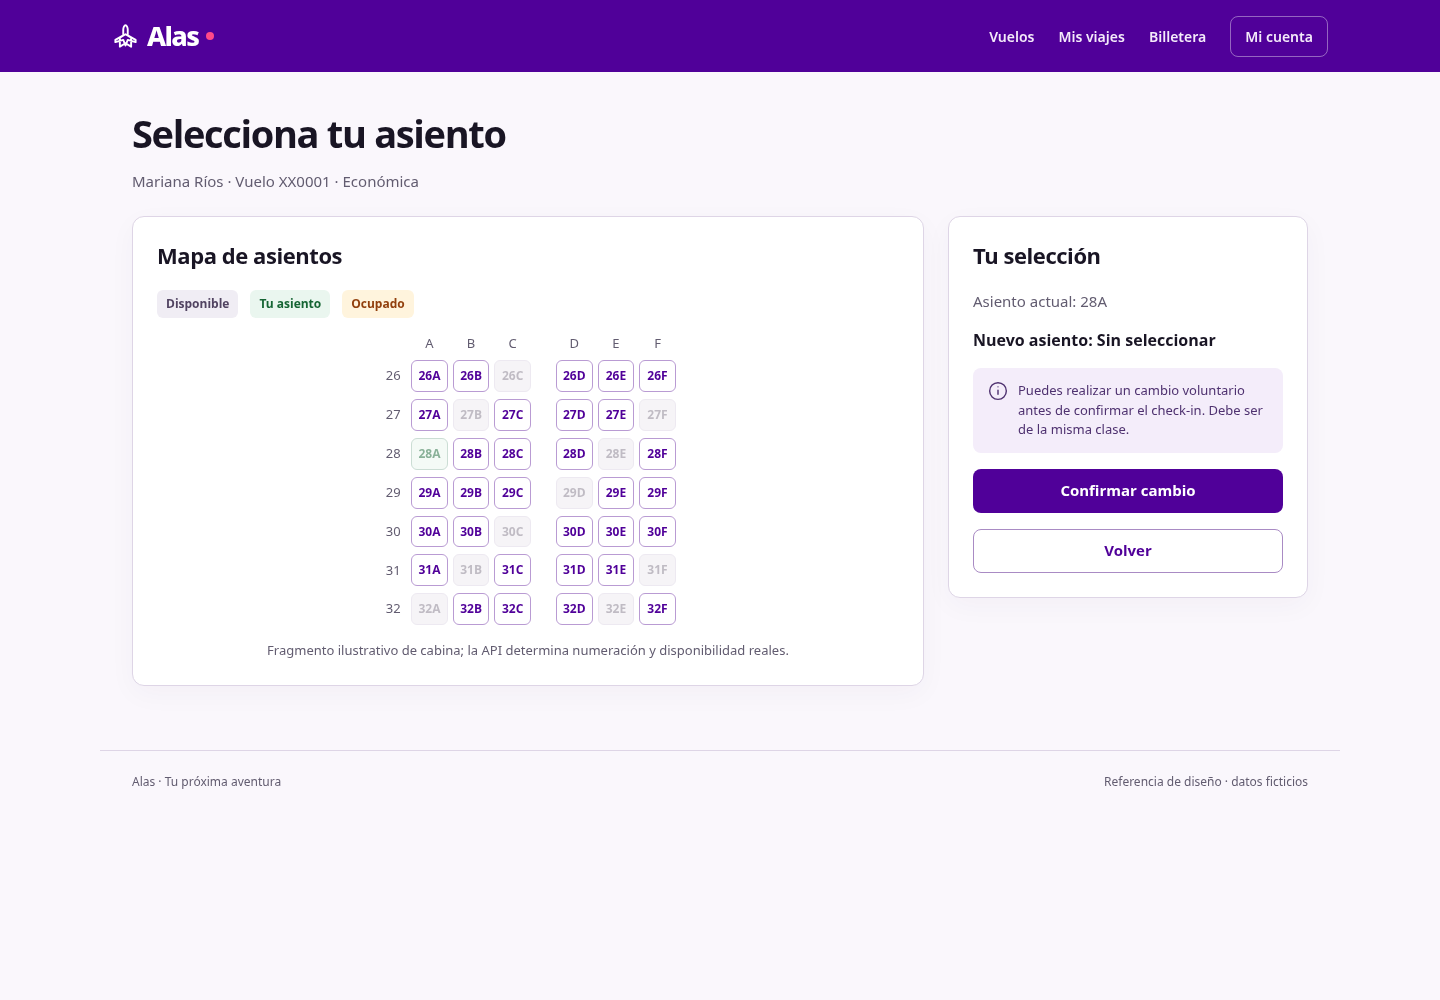 Alas
Vuelos
Mis viajes
Billetera
Mi cuenta
Selecciona tu asiento
Mariana Ríos · Vuelo XX0001 · Económica
Mapa de asientos
Disponible
Tu asiento
Ocupado
A B C D E F
26 26A 26B 26C 26D 26E 26F
27 27A 27B 27C 27D 27E 27F
28 28A 28B 28C 28D 28E 28F
29 29A 29B 29C 29D 29E 29F
30 30A 30B 30C 30D 30E 30F
31 31A 31B 31C 31D 31E 31F
32 32A 32B 32C 32D 32E 32F
Fragmento ilustrativo de cabina; la API determina numeración y disponibilidad reales.
Tu selección
Asiento actual: 28A
Nuevo asiento: Sin seleccionar
Puedes realizar un cambio voluntario
antes de confirmar el check-in. Debe ser
de la misma clase.
Confirmar cambio
Volver
Alas · Tu próxima aventura
Referencia de diseño · datos ficticios